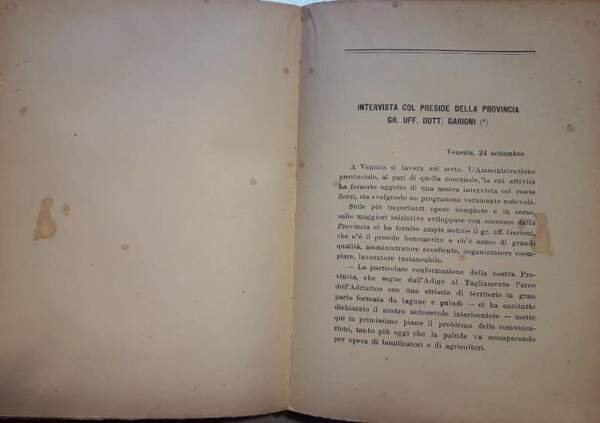 INTERVISTA COL PRESIDE DELLA PROVINCIA
GR. UFF. DOTT. GARIONI (*)
Venezia, 24 settembre
A Venezia si lavora sul serio. L'Amministrazione
provinciale, al pari di quella comunale, la cui attività
ha formato oggetto di una nostra intervista col conte
Zorzi, sta svolgendo un programma veramente notevole.
Sulle più importanti opere compiute e in corso,
sulle maggiori iniziative sviluppate con successo dalla
Provincia ci ha fornito ampie notizie il gr. uff. Garioni,
che n'è il preside benemerito e ch'è uomo di grandi
qualità, amministratore eccellente, organizzatore esem-
plare, lavoratore instancabile.
— La particolare conformazione della nostra Pro-
vincia, che segue dall'Adige al Tagliamento l'arco
dell'Adriatico con una striscia di territorio in gran
parte formata da lagune e paludi — ci ha anzitutto
dichiarato il nostro autorevole interlocutore — mette
qui in primissimo piano il problema delle comunica-
zioni, tanto più oggi che la palude va scomparendo
per opera di bonificatori e di agricoltori.